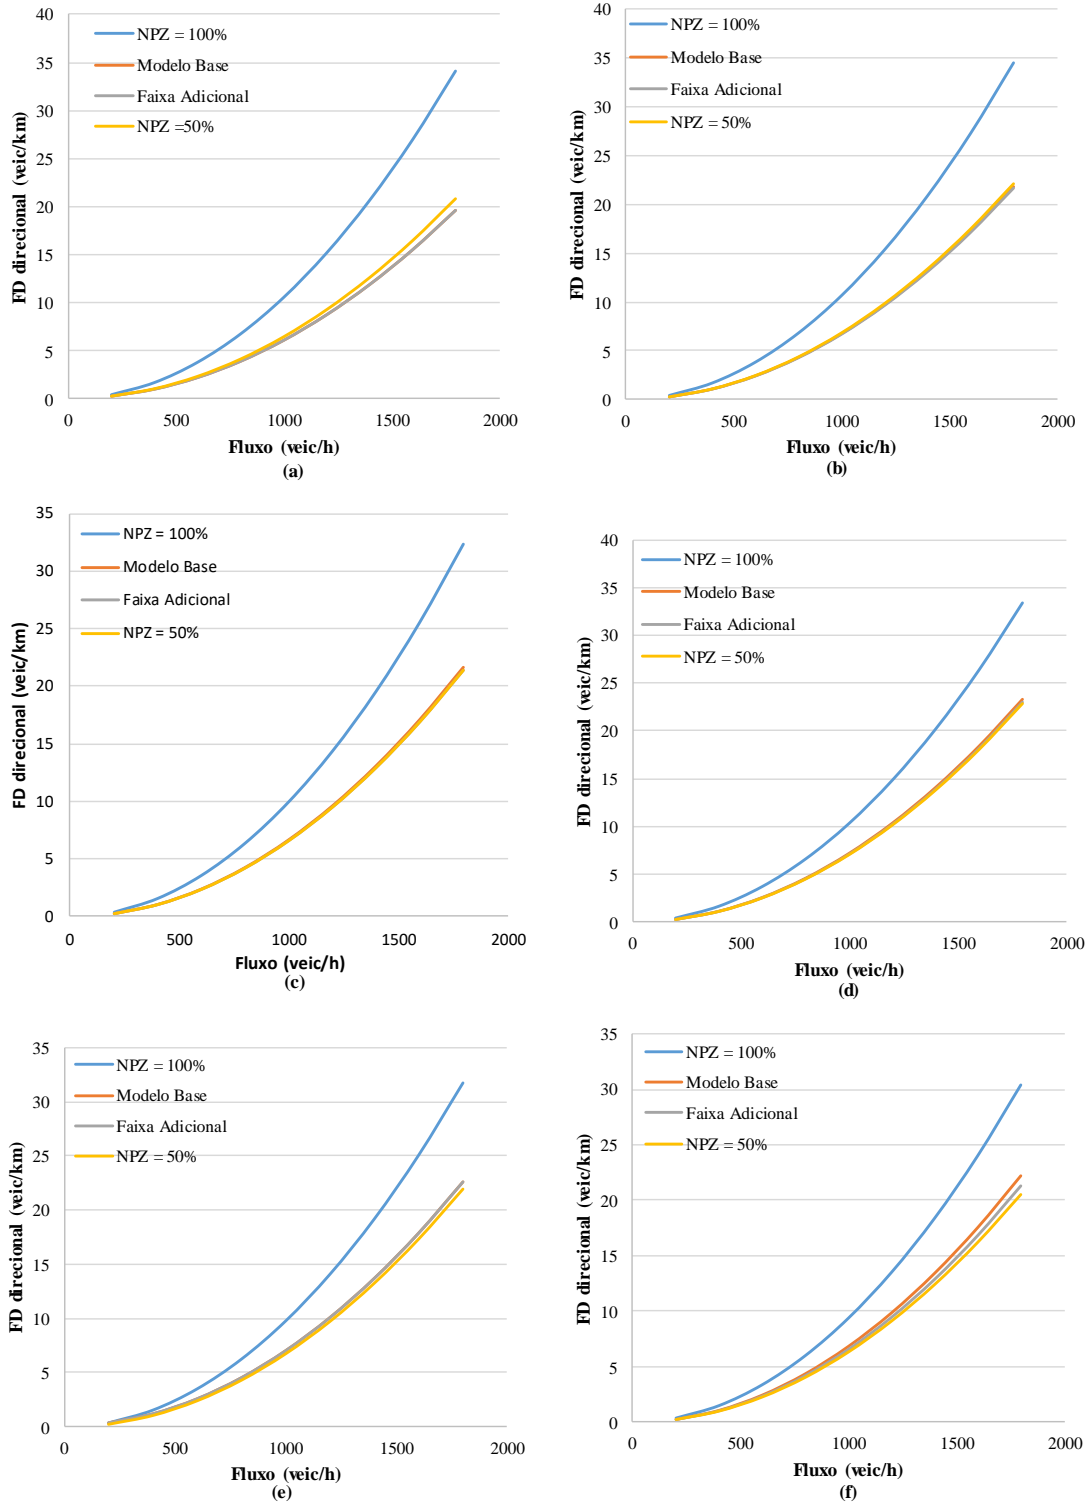 40
35
30
25
20
15
10
5
0
FD direcional (veic/km)
NPZ = 100%
Modelo Base
Faixa Adicional
NPZ =50%
0 500 1000 1500 2000
Fluxo (veic/h)
(a)
40
35
30
25
20
15
10
5
0
FD direcional (veic/km)
NPZ = 100%
Modelo Base
Faixa Adicional
NPZ = 50%
0 500 1000 1500 2000
Fluxo (veic/h)
(b)
35
30
25
20
15
10
5
0
FD direcional (veic/km)
NPZ = 100%
Modelo Base
Faixa Adicional
NPZ = 50%
0 500 1000 1500 2000
Fluxo (veic/h)
(c)
40
35
30
25
20
15
10
5
0
FD direcional (veic/km)
NPZ = 100%
Modelo Base
Faixa Adicional
NPZ = 50%
0 500 1000 1500 2000
Fluxo (veic/h)
(d)
35
30
25
20
15
10
5
0
FD direcional (veic/km)
NPZ = 100%
Modelo Base
Faixa Adicional
NPZ = 50%
0 500 1000 1500 2000
Fluxo (veic/h)
(e)
35
30
25
20
15
10
5
0
FD direcional (veic/km)
NPZ = 100%
Modelo Base
Faixa Adicional
NPZ = 50%
0 500 1000 1500 2000
Fluxo (veic/h)
(f)